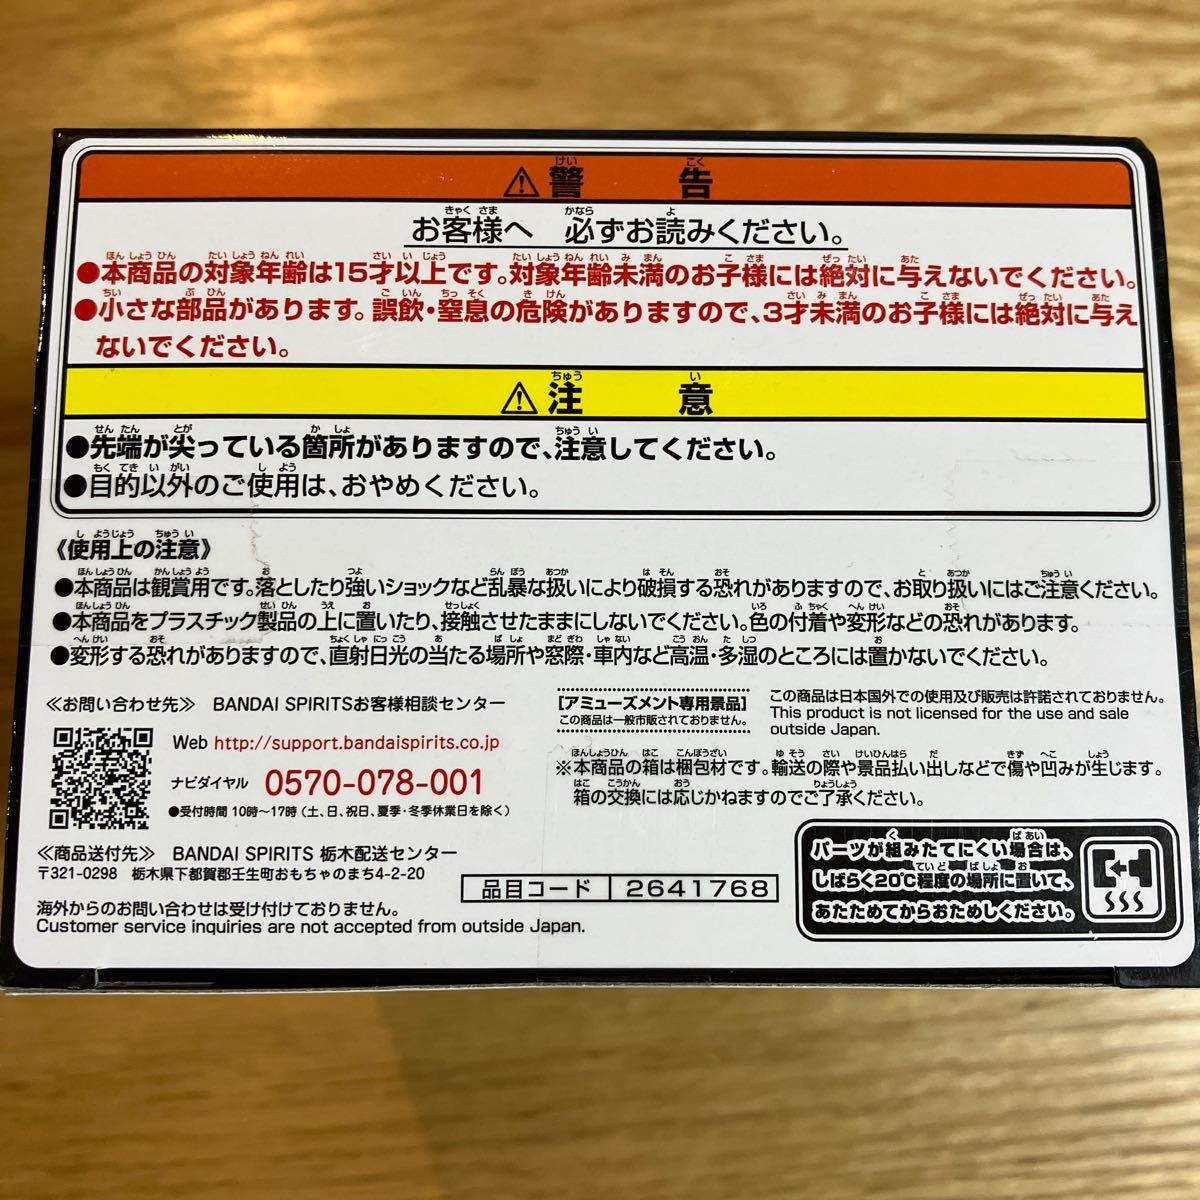 ⚠警告
お客様へ 必ずお読みください。
●本商品の対象年齢は15才以上です。対象年齢未満のお子様には絶対に与えないでください。
●小さな部品があります。誤飲・窒息の危険がありますので、3才未満のお子様には絶対に与え
ないでください。
⚠注意
●先端が尖っている箇所がありますので、注意してください。
●目的以外のご使用は、おやめください。
《使用上の注意》
●本商品は観賞用です。落としたり強いショックなど乱暴な扱いにより破損する恐れがありますので、お取り扱いにはご注意ください。
●本商品をプラスチック製品の上に置いたり、接触させたままにしないでください。色の付着や変形などの恐れがあります。
●変形する恐れがありますので、直射日光の当たる場所や窓際・車内など高温・多湿のところには置かないでください。
≪お問い合わせ先≫ BANDAI SPIRITSお客様相談センター
Web http://support.bandaispirits.co.jp
ナビダイヤル 0570-078-001
●受付時間 10時〜17時(土、日、祝日、夏季・冬季休業日を除く)
≪商品送付先≫ BANDAI SPIRITS 栃木配送センター
〒321-0298 栃木県下都賀郡壬生町おもちゃのまち4-2-20
海外からのお問い合わせは受け付けておりません。
Customer service inquiries are not accepted from outside Japan.
[アミューズメント専用景品]
この商品は一般市販されておりません。
この商品は日本国外での使用及び販売は許諾されておりません。
This product is not licensed for the use and sale
outside Japan.
※本商品の箱は梱包材です。輸送の際や景品払い出しなどで傷や凹みが生じます。
箱の交換には応じかねますのでご了承ください。
品目コード 2641768
パーツが組みたてにくい場合は、
しばらく20℃程度の場所に置いて、
あたためてからおためしください。